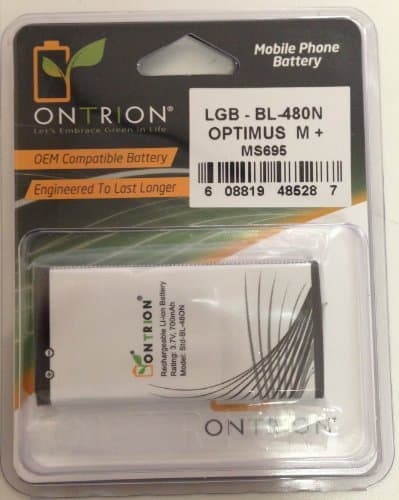 Mobile Phone
Battery
ONTRION®
Let's Embrace Green in Life
OEM Compatible Battery
Engineered To Last Longer
LGB - BL-480N
OPTIMUS M +
MS695
6 08819 48528 7
ONTRION®
Rechargeable Li-ion Battery
Rating: 3.7V, 700mAh
Model: Std-BL-480N
ONTRION®